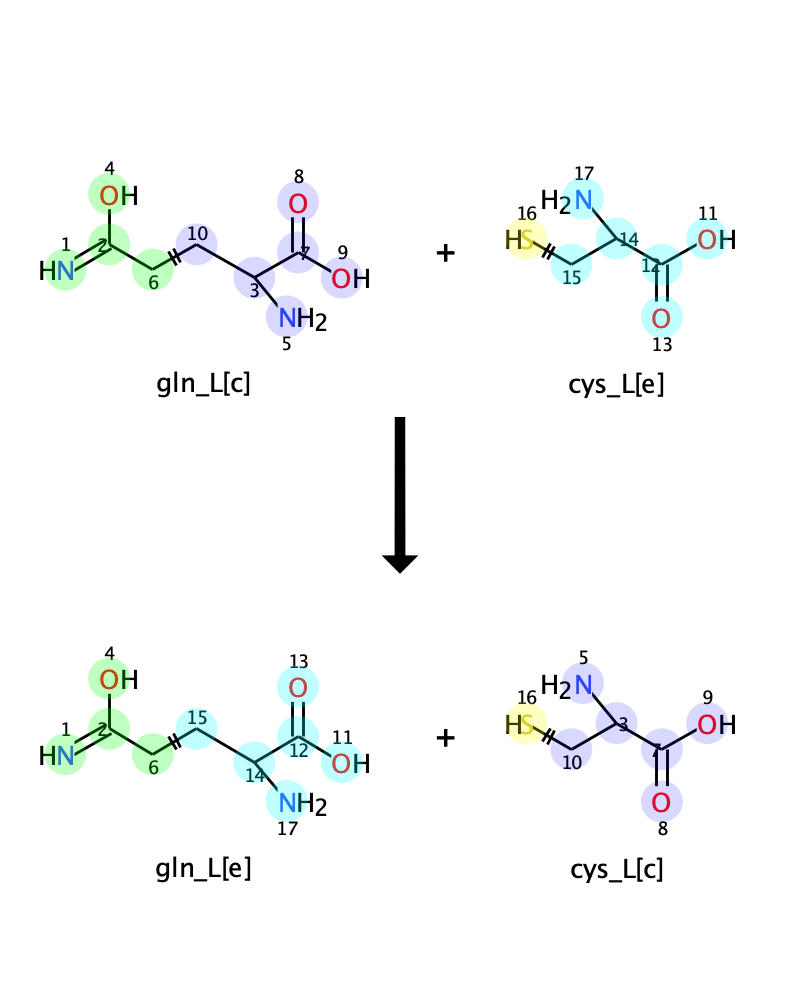 4 OH 1 HN 2 6 10 8 O 7 9 OH 3 NH2 5
+
17 H2N 16 HS 15 14 12 11 OH O 13
gln_L[c] cys_L[e]
4 OH 1 HN 2 6 15 13 O 12 11 OH 14 NH2 17
+
5 H2N 16 HS 10 3 7 9 OH O 8
gln_L[e] cys_L[c]